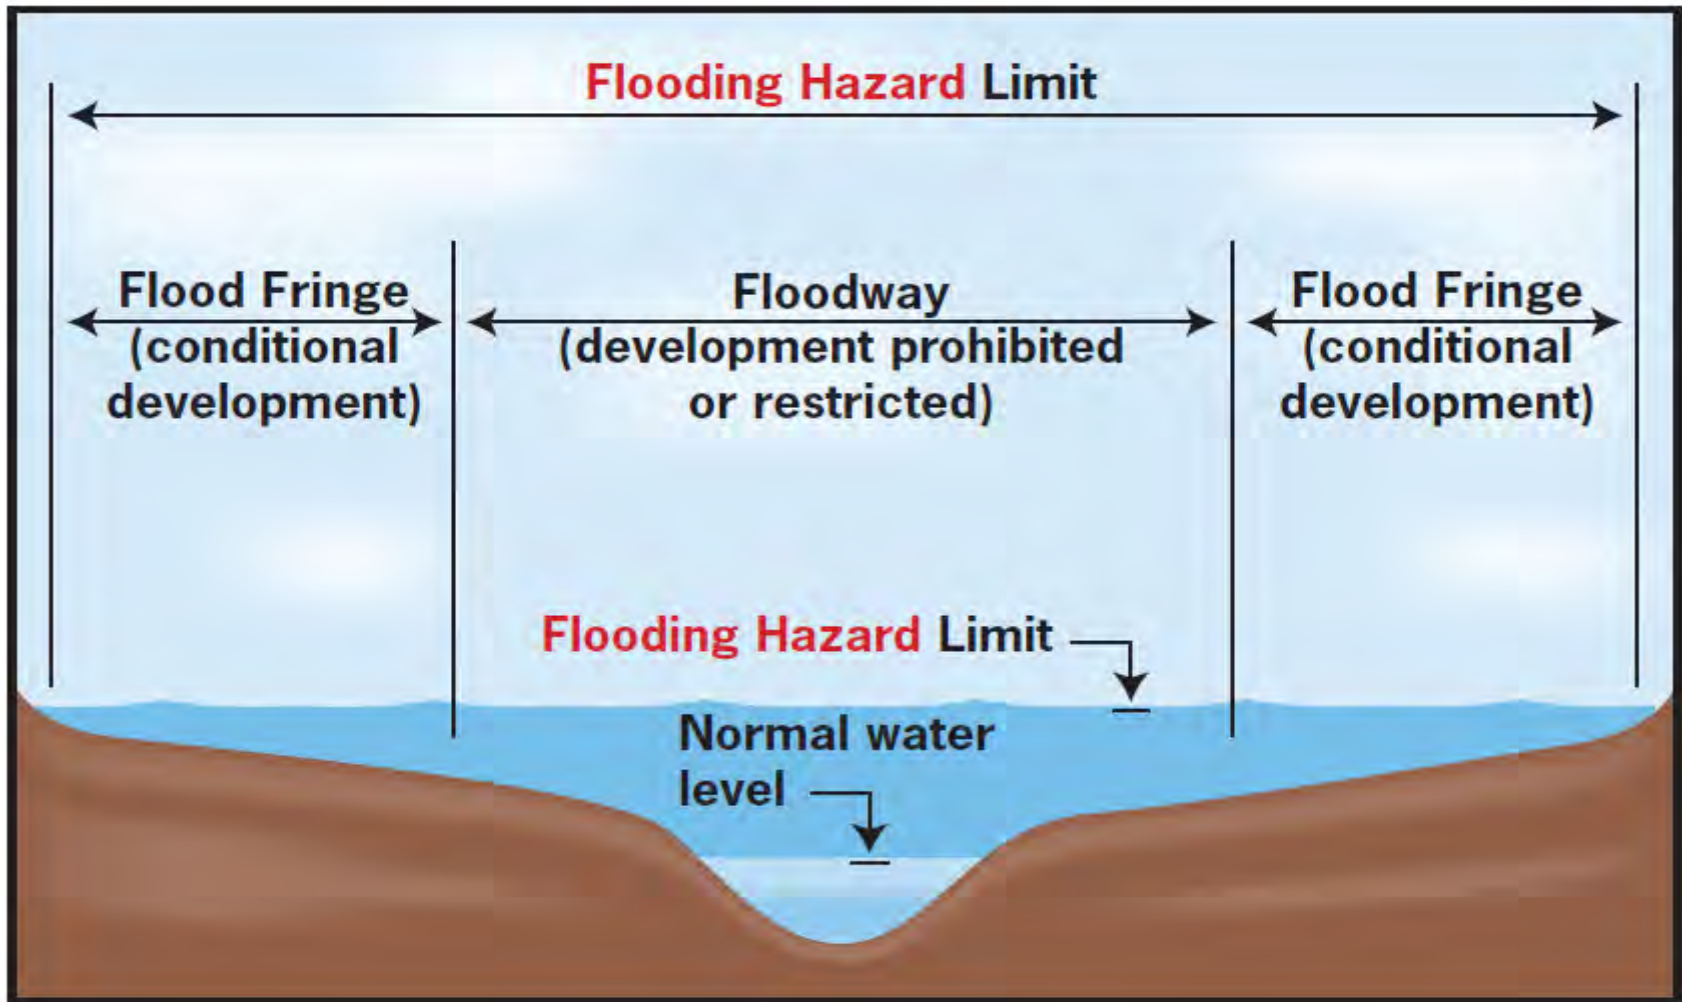 Flooding Hazard Limit
Flood Fringe
(conditional
development)
Floodway
(development prohibited
or restricted)
Flood Fringe
(conditional
development)
Flooding Hazard Limit
Normal water
level